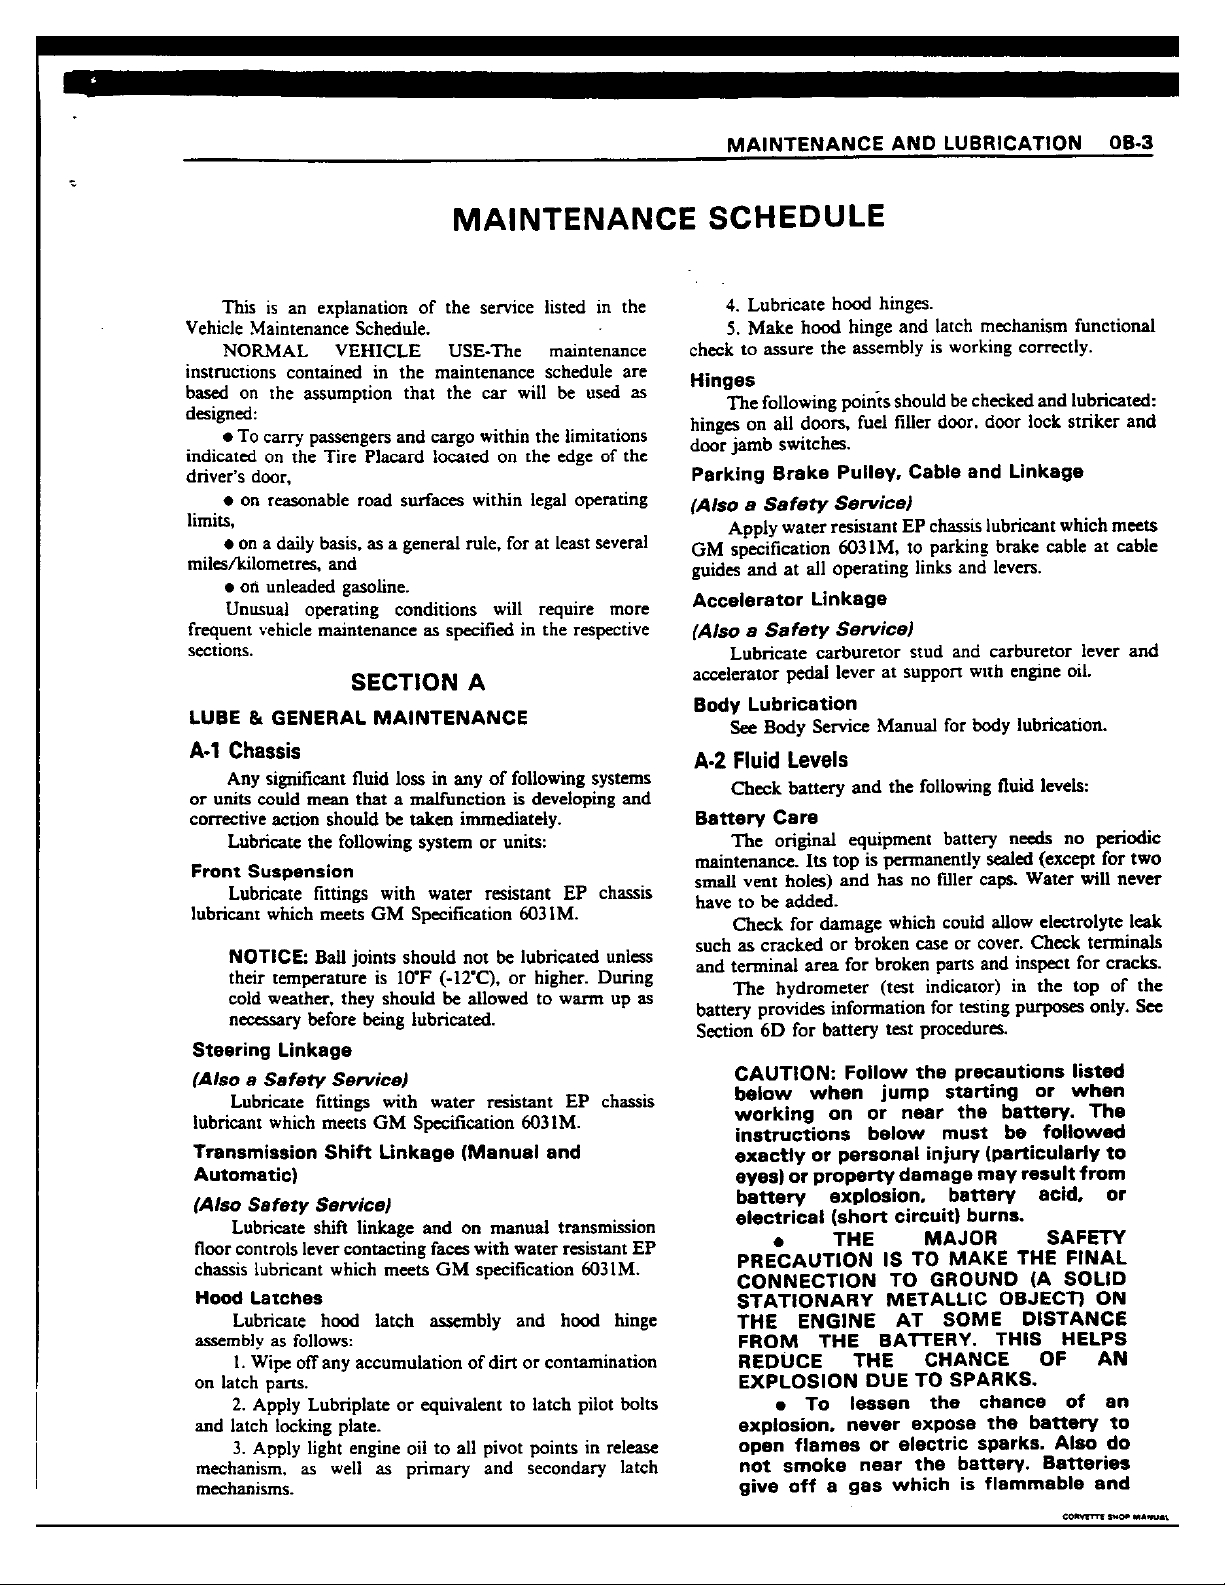 MAINTENANCE AND LUBRICATION 0B-3
MAINTENANCE SCHEDULE
This is an explanation of the service listed in the
Vehicle Maintenance Schedule.
NORMAL VEHICLE USE-The maintenance
instructions contained in the maintenance schedule are
based on the assumption that the car will be used as
designed:
• To carry passengers and cargo within the limitations
indicated on the Tire Placard located on the edge of the
driver's door,
• on reasonable road surfaces within legal operating
limits,
• on a daily basis, as a general rule, for at least several
miles/kilometres, and
• on unleaded gasoline.
Unusual operating conditions will require more
frequent vehicle maintenance as specified in the respective
sections.
SECTION A
LUBE & GENERAL MAINTENANCE
A-1 Chassis
Any significant fluid loss in any of following systems
or units could mean that a malfunction is developing and
corrective action should be taken immediately.
Lubricate the following system or units:
Front Suspension
Lubricate fittings with water resistant EP chassis
lubricant which meets GM Specification 6031M.
NOTICE: Ball joints should not be lubricated unless
their temperature is 10°F (-12°C), or higher. During
cold weather, they should be allowed to warm up as
necessary before being lubricated.
Steering Linkage
(Also a Safety Service)
Lubricate fittings with water resistant EP chassis
lubricant which meets GM Specification 6031M.
Transmission Shift Linkage (Manual and
Automatic)
(Also Safety Service)
Lubricate shift linkage and on manual transmission
floor controls lever contacting faces with water resistant EP
chassis lubricant which meets GM specification 6031M.
Hood Latches
Lubricate hood latch assembly and hood hinge
assembly as follows:
1. Wipe off any accumulation of dirt or contamination
on latch parts.
2. Apply Lubriplate or equivalent to latch pilot bolts
and latch locking plate.
3. Apply light engine oil to all pivot points in release
mechanism, as well as primary and secondary latch
mechanisms.
4. Lubricate hood hinges.
5. Make hood hinge and latch mechanism functional
check to assure the assembly is working correctly.
Hinges
The following points should be checked and lubricated:
hinges on all doors, fuel filler door, door lock striker and
door jamb switches.
Parking Brake Pulley, Cable and Linkage
(Also a Safety Service)
Apply water resistant EP chassis lubricant which meets
GM specification 6031M, to parking brake cable at cable
guides and at all operating links and levers.
Accelerator Linkage
(Also a Safety Service)
Lubricate carburetor stud and carburetor lever and
accelerator pedal lever at support with engine oil.
Body Lubrication
See Body Service Manual for body lubrication.
A-2 Fluid Levels
Check battery and the following fluid levels:
Battery Care
The original equipment battery needs no periodic
maintenance. Its top is permanently sealed (except for two
small vent holes) and has no filler caps. Water will never
have to be added.
Check for damage which could allow electrolyte leak
such as cracked or broken case or cover. Check terminals
and terminal area for broken parts and inspect for cracks.
The hydrometer (test indicator) in the top of the
battery provides information for testing purposes only. See
Section 6D for battery test procedures.
CAUTION: Follow the precautions listed
below when jump starting or when
working on or near the battery. The
instructions below must be followed
exactly or personal injury (particularly to
eyes) or property damage may result from
battery explosion, battery acid, or
electrical (short circuit) burns.
• THE MAJOR SAFETY
PRECAUTION IS TO MAKE THE FINAL
CONNECTION TO GROUND (A SOLID
STATIONARY METALLIC OBJECT) ON
THE ENGINE AT SOME DISTANCE
FROM THE BATTERY. THIS HELPS
REDUCE THE CHANCE OF AN
EXPLOSION DUE TO SPARKS.
• To lessen the chance of an
explosion, never expose the battery to
open flames or electric sparks. Also do
not smoke near the battery. Batteries
give off a gas which is flammable and
CORVETTE SHOP MANUAL